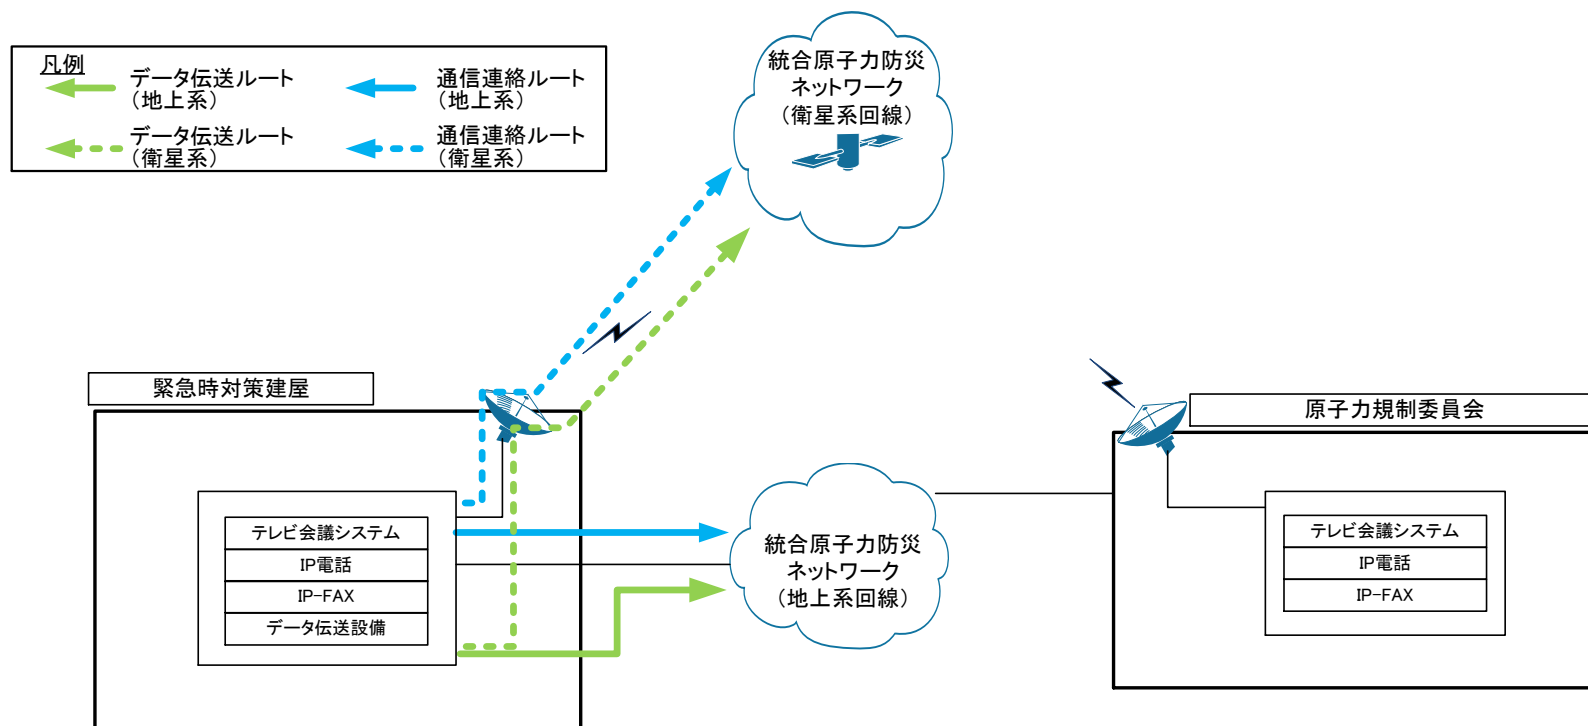 凡例
データ伝送ルート
（地上系）
通信連絡ルート
（地上系）
データ伝送ルート
（衛星系）
通信連絡ルート
（衛星系）
統合原子力防災
ネットワーク
（衛星系回線）
緊急時対策建屋
テレビ会議システム
IP電話
IP-FAX
データ伝送設備
統合原子力防災
ネットワーク
（地上系回線）
原子力規制委員会
テレビ会議システム
IP電話
IP-FAX